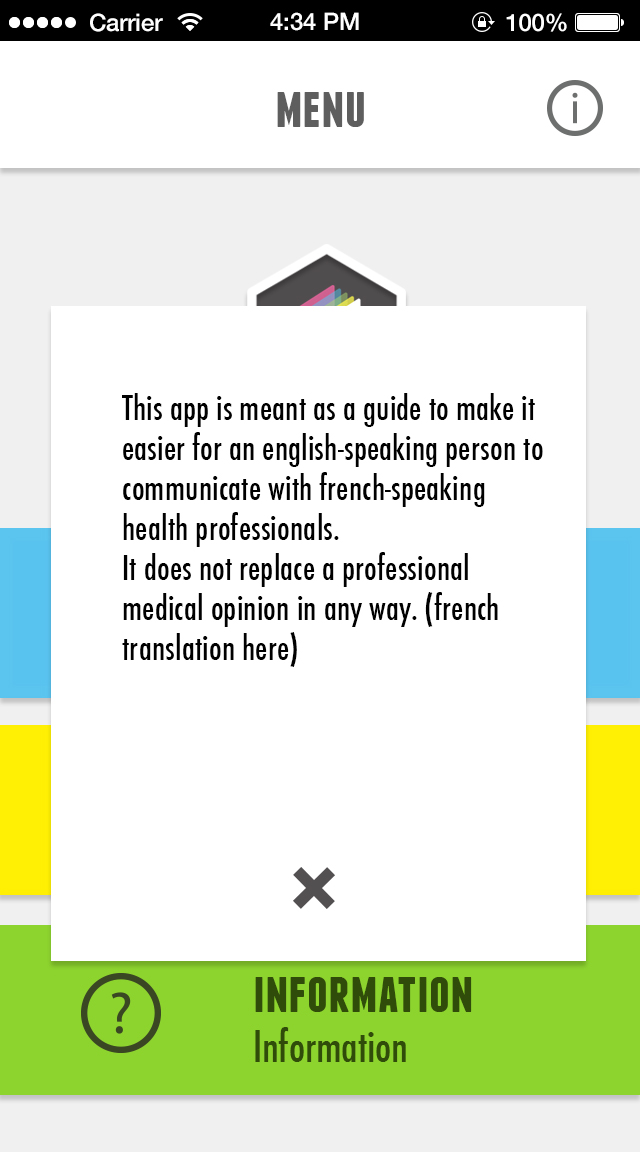 Carrier 4:34 PM 100%
MENU
This app is meant as a guide to make it
easier for an english-speaking person to
communicate with french-speaking
health professionals.
It does not replace a professional
medical opinion in any way. (french
translation here)
INFORMATION
Information